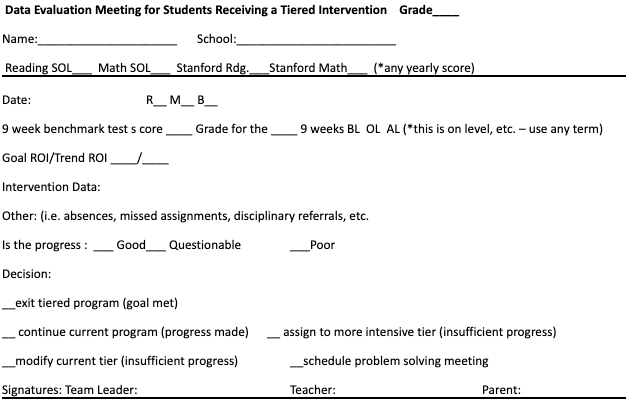 Data Evaluation Meeting for Students Receiving a Tiered Intervention Grade____
Name:______________________ School:_________________________
Reading SOL___ Math SOL___ Stanford Rdg.___Stanford Math___ (*any yearly score)
Date: R__ M__ B__
9 week benchmark test s core ____ Grade for the ____ 9 weeks BL OL AL (*this is on level, etc. – use any term)
Goal ROI/Trend ROI ____/____
Intervention Data:
Other: (i.e. absences, missed assignments, disciplinary referrals, etc.
Is the progress : ___ Good___ Questionable ___Poor
Decision:
__exit tiered program (goal met)
__ continue current program (progress made) __ assign to more intensive tier (insufficient progress)
__modify current tier (insufficient progress) __schedule problem solving meeting
Signatures: Team Leader: Teacher: Parent: